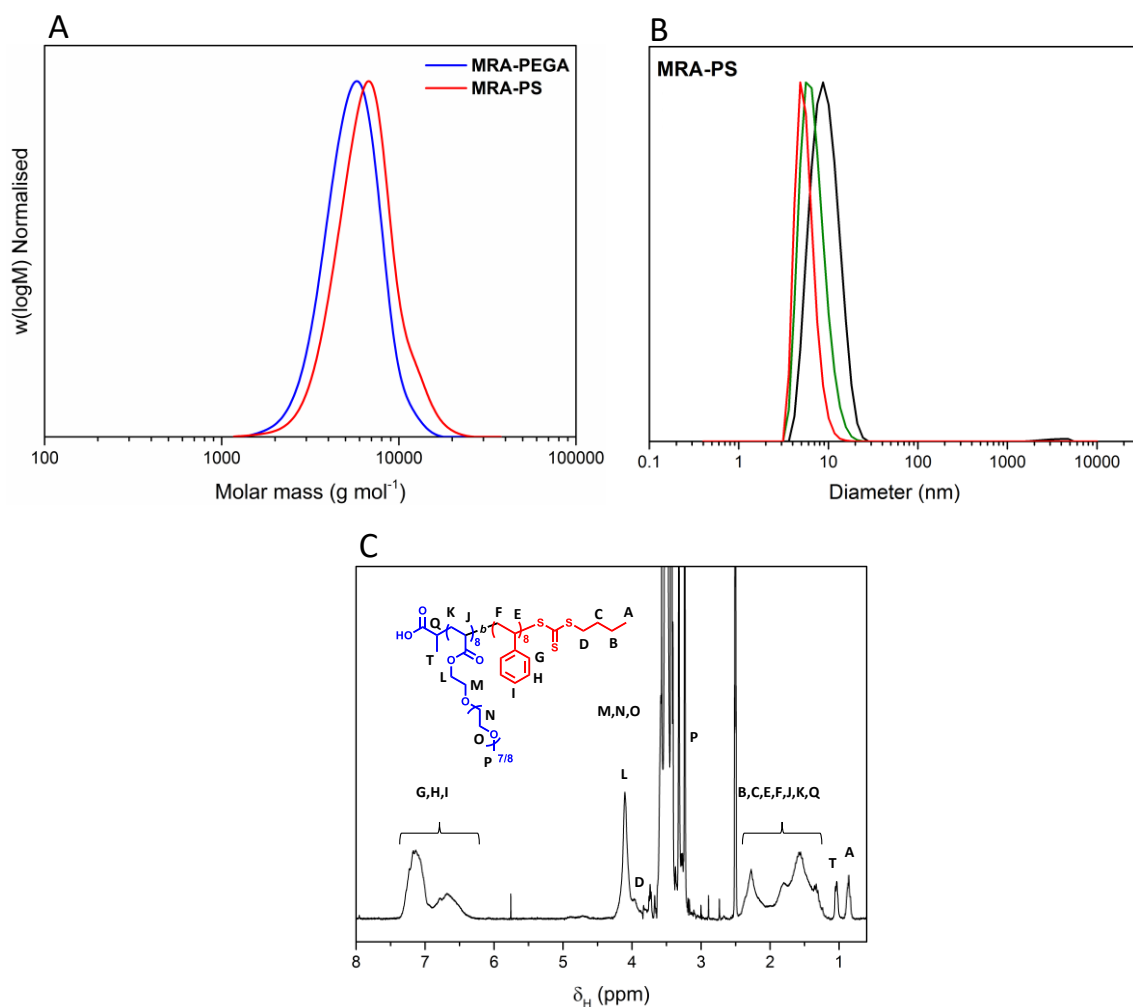 A
MRA-PEGA
MRA-PS
w(logM) Normalised
100 1000 10000 100000
Molar mass (g mol⁻¹)
B
MRA-PS
0.1 1 10 100 1000 10000
Diameter (nm)
C
K J F E C A
HO Q 8 b 8 S S D B
O T O O S
L M G H I
O N
O O
P 7/8
M,N,O
P
L
G,H,I
B,C,E,F,J,K,Q
D
T A
8 7 6 5 4 3 2 1
δH (ppm)